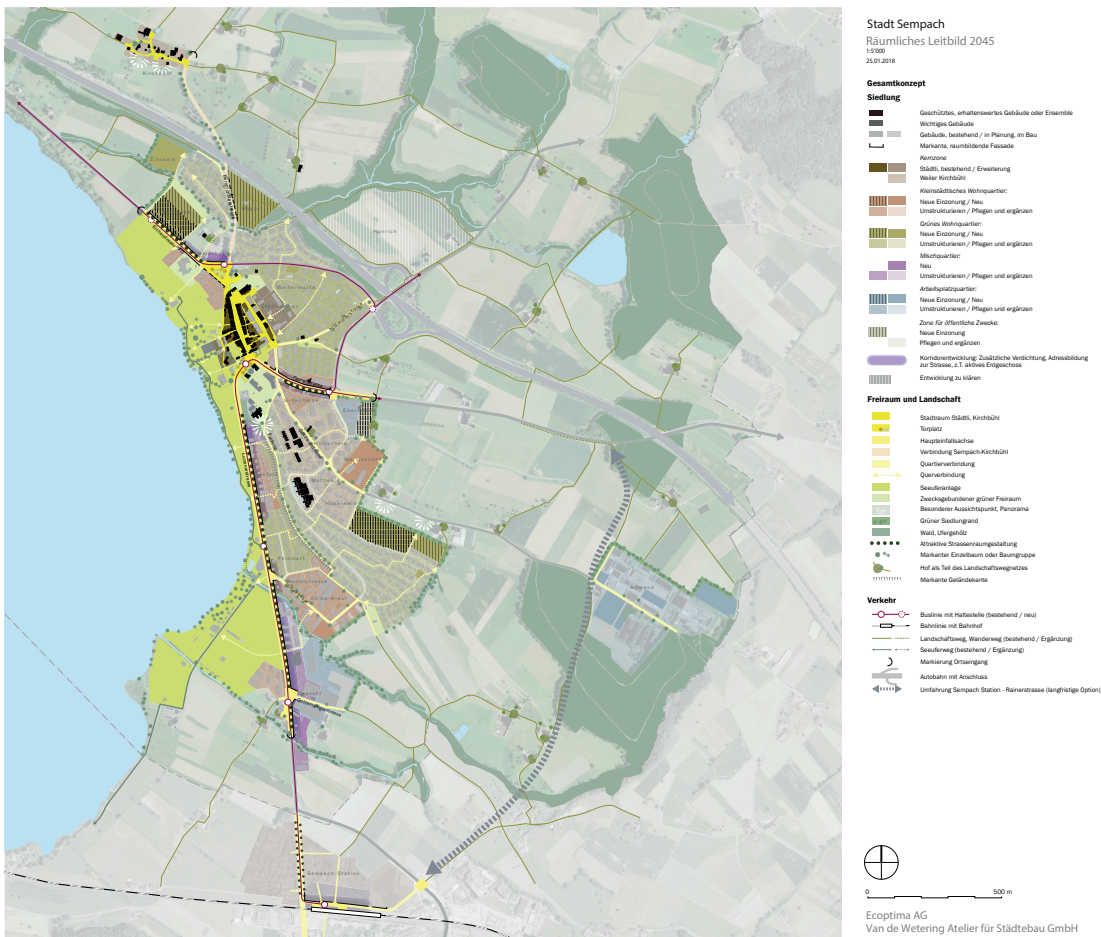 Stadt Sempach
Räumliches Leitbild 2045
1:5'000
25.01.2018
Gesamtkonzept
Siedlung
Geschütztes, erhaltenswertes Gebäude oder Ensemble
Wichtiges Gebäude
Gebäude, bestehend / in Planung, im Bau
Markante, raumbildende Fassade
Kernzone
Städtli, bestehend / Erweiterung
Weiler Kirchbühl
Kleinstädtisches Wohnquartier:
Neue Einzonung / Neu
Umstrukturieren / Pflegen und ergänzen
Grünes Wohnquartier:
Neue Einzonung / Neu
Umstrukturieren / Pflegen und ergänzen
Mischquartier:
Neu
Umstrukturieren / Pflegen und ergänzen
Arbeitsplatzquartier:
Neue Einzonung / Neu
Umstrukturieren / Pflegen und ergänzen
Zone für öffentliche Zwecke:
Neue Einzonung
Pflegen und ergänzen
Korridorentwicklung: Zusätzliche Verdichtung, Adressbildung
zur Strasse, z.T. aktives Erdgeschoss
Entwicklung zu klären
Freiraum und Landschaft
Stadtraum Städtli, Kirchbühl
Torplatz
Haupteinfallsachse
Verbindung Sempach-Kirchbühl
Quartierverbindung
Querverbindung
Seeuferanlage
Zwecksgebundener grüner Freiraum
Besonderer Aussichtspunkt, Panorama
Grüner Siedlungrand
Wald, Ufergehölz
Attraktive Strassenraumgestaltung
Markanter Einzelbaum oder Baumgruppe
Hof als Teil des Landschaftswegnetzes
Markante Geländekante
Verkehr
Buslinie mit Haltestelle (bestehend / neu)
Bahnlinie mit Bahnhof
Landschaftsweg, Wanderweg (bestehend / Ergänzung)
Seeuferweg (bestehend / Ergänzung)
Markierung Ortseingang
Autobahn mit Anschluss
Umfahrung Sempach Station - Rainerstrasse (langfristige Option)
0 500 m
Ecoptima AG
Van de Wetering Atelier für Städtebau GmbH
Kirchbühl
Honrich
Allmend
Feldmatt
Sempach-Station